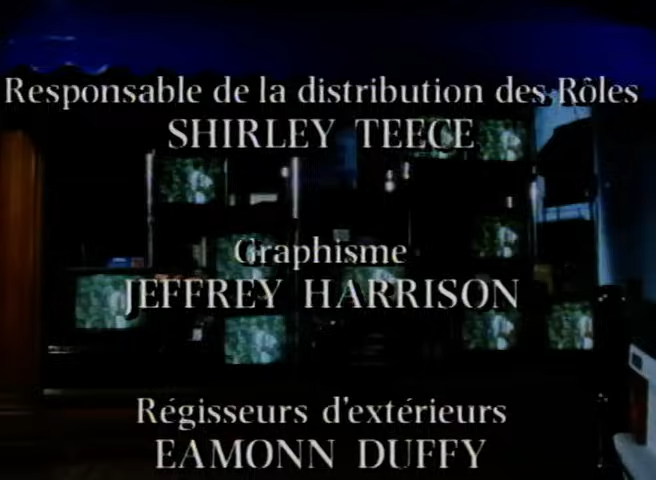 Responsable de la distribution des Rôles
SHIRLEY TEECE
Graphisme
JEFFREY HARRISON
Régisseurs d'extérieurs
EAMONN DUFFY